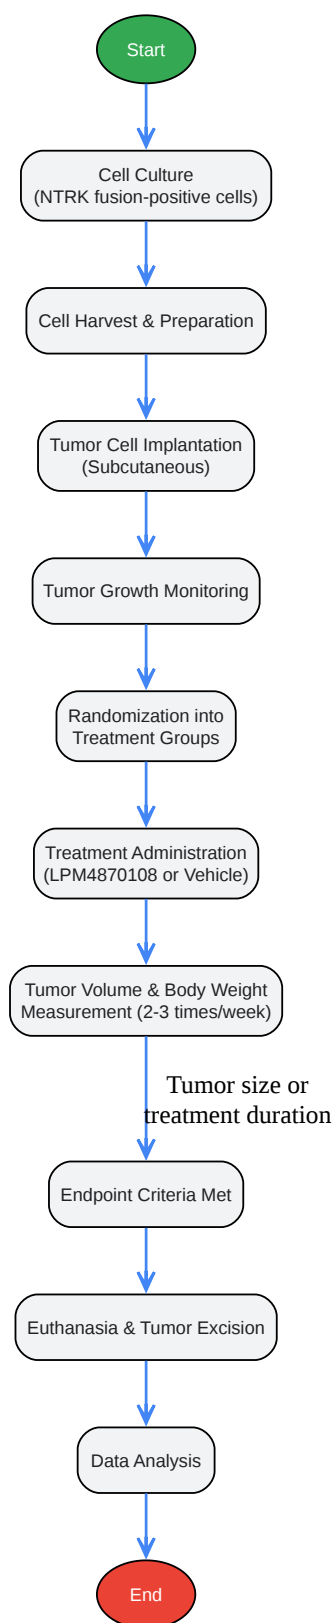 Start
Cell Culture
(NTRK fusion-positive cells)
Cell Harvest & Preparation
Tumor Cell Implantation
(Subcutaneous)
Tumor Growth Monitoring
Randomization into
Treatment Groups
Treatment Administration
(LPM4870108 or Vehicle)
Tumor Volume & Body Weight
Measurement (2-3 times/week)
Tumor size or
treatment duration
Endpoint Criteria Met
Euthanasia & Tumor Excision
Data Analysis
End